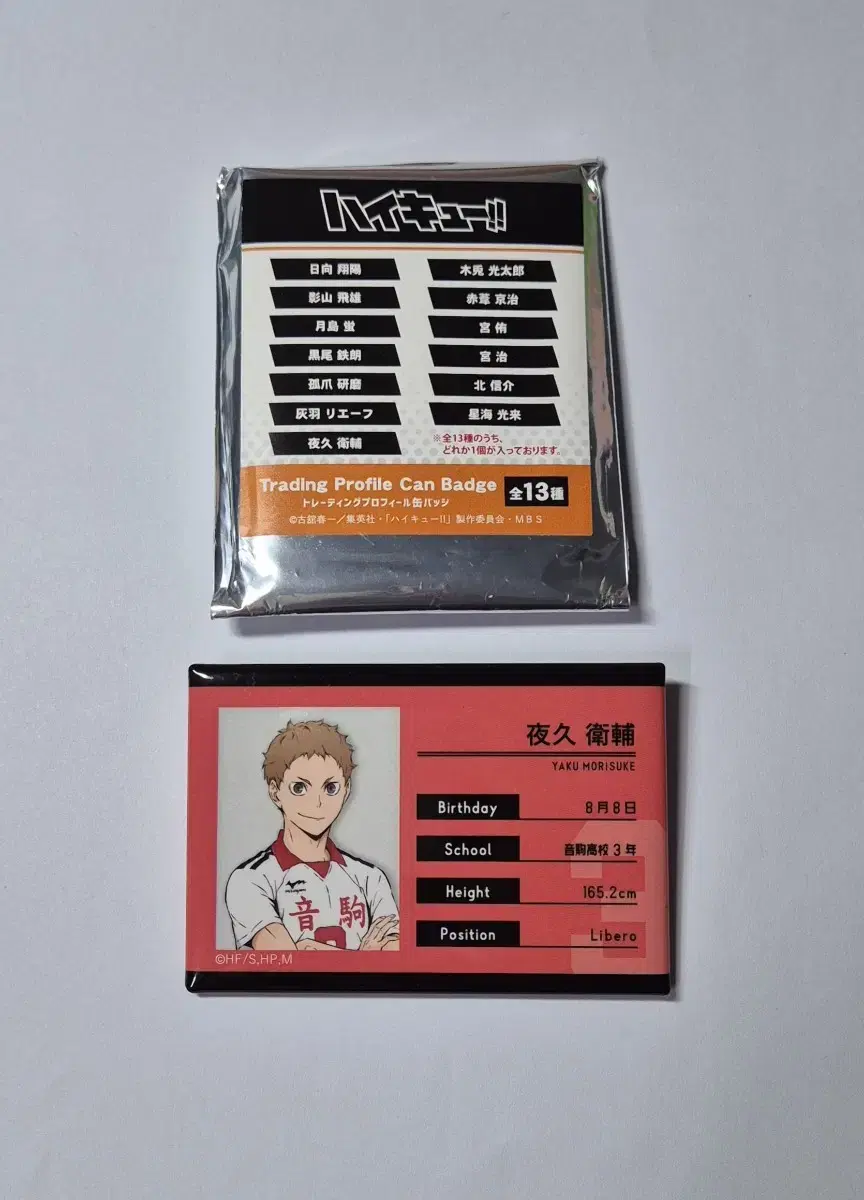 ハイキュー!!
日向 翔陽
影山 飛雄
月島 蛍
黒尾 鉄朗
孤爪 研磨
灰羽 リエーフ
夜久 衛輔
木兎 光太郎
赤葦 京治
宮 侑
宮 治
北 信介
星海 光来
※全13種のうち、
どれか1個が入っております。
Trading Profile Can Badge
トレーディングプロフィール缶バッジ
全13種
©古舘春一/集英社・「ハイキュー!!」製作委員会・MBS
夜久 衛輔
YAKU MORISUKE
Birthday 8月8日
School 音駒高校3年
Height 165.2cm
Position Libero
3
音駒
©HF/S,HP,M